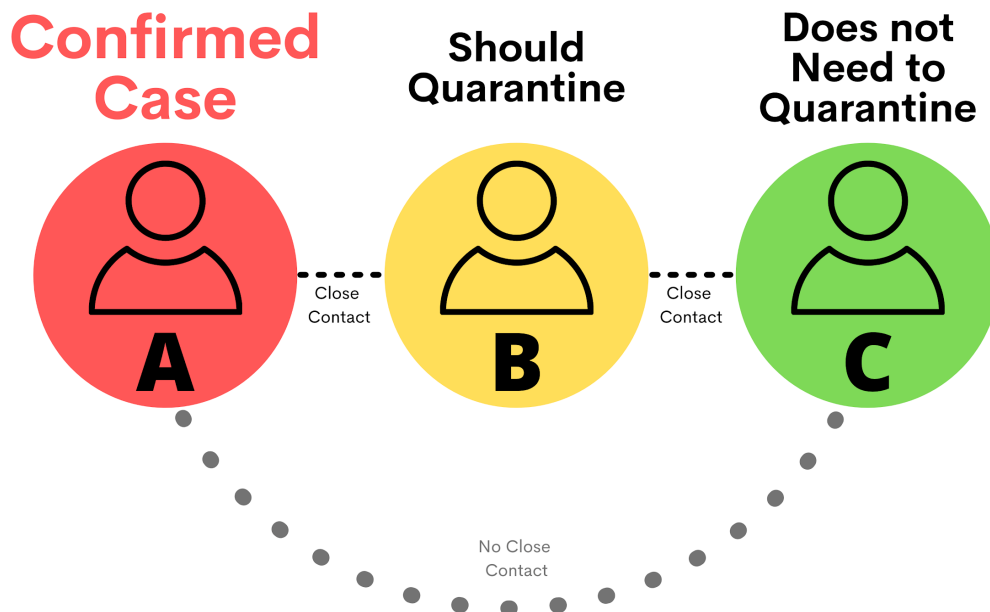 Confirmed
Case
Should
Quarantine
Does not
Need to
Quarantine
Close
Contact
Close
Contact
A
B
C
No Close
Contact